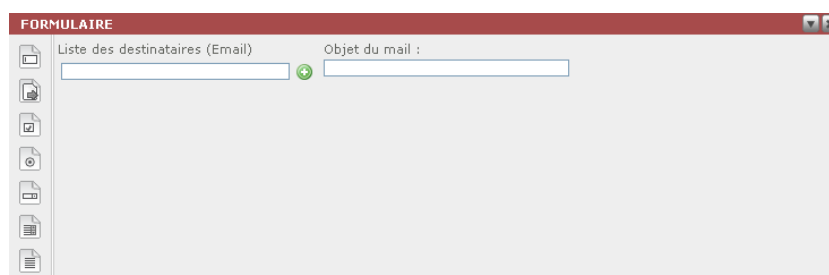 FORMULAIRE
Liste des destinataires (Email)
Objet du mail :